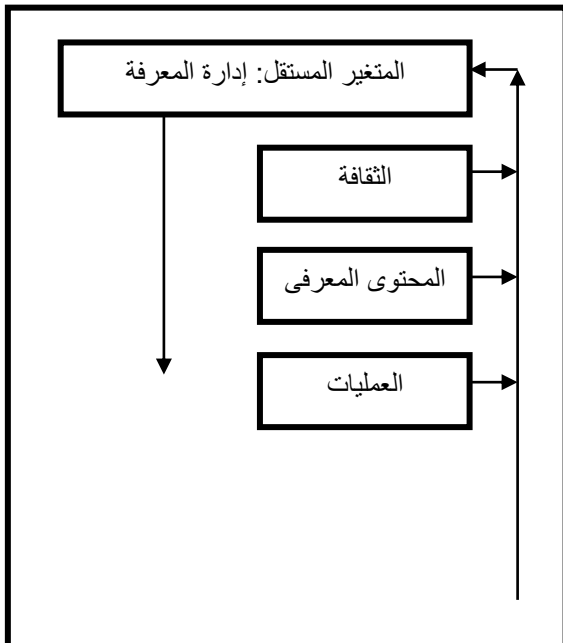 المتغير المستقل: إدارة المعرفة
الثقافة
المحتوى المعرفى
العمليات